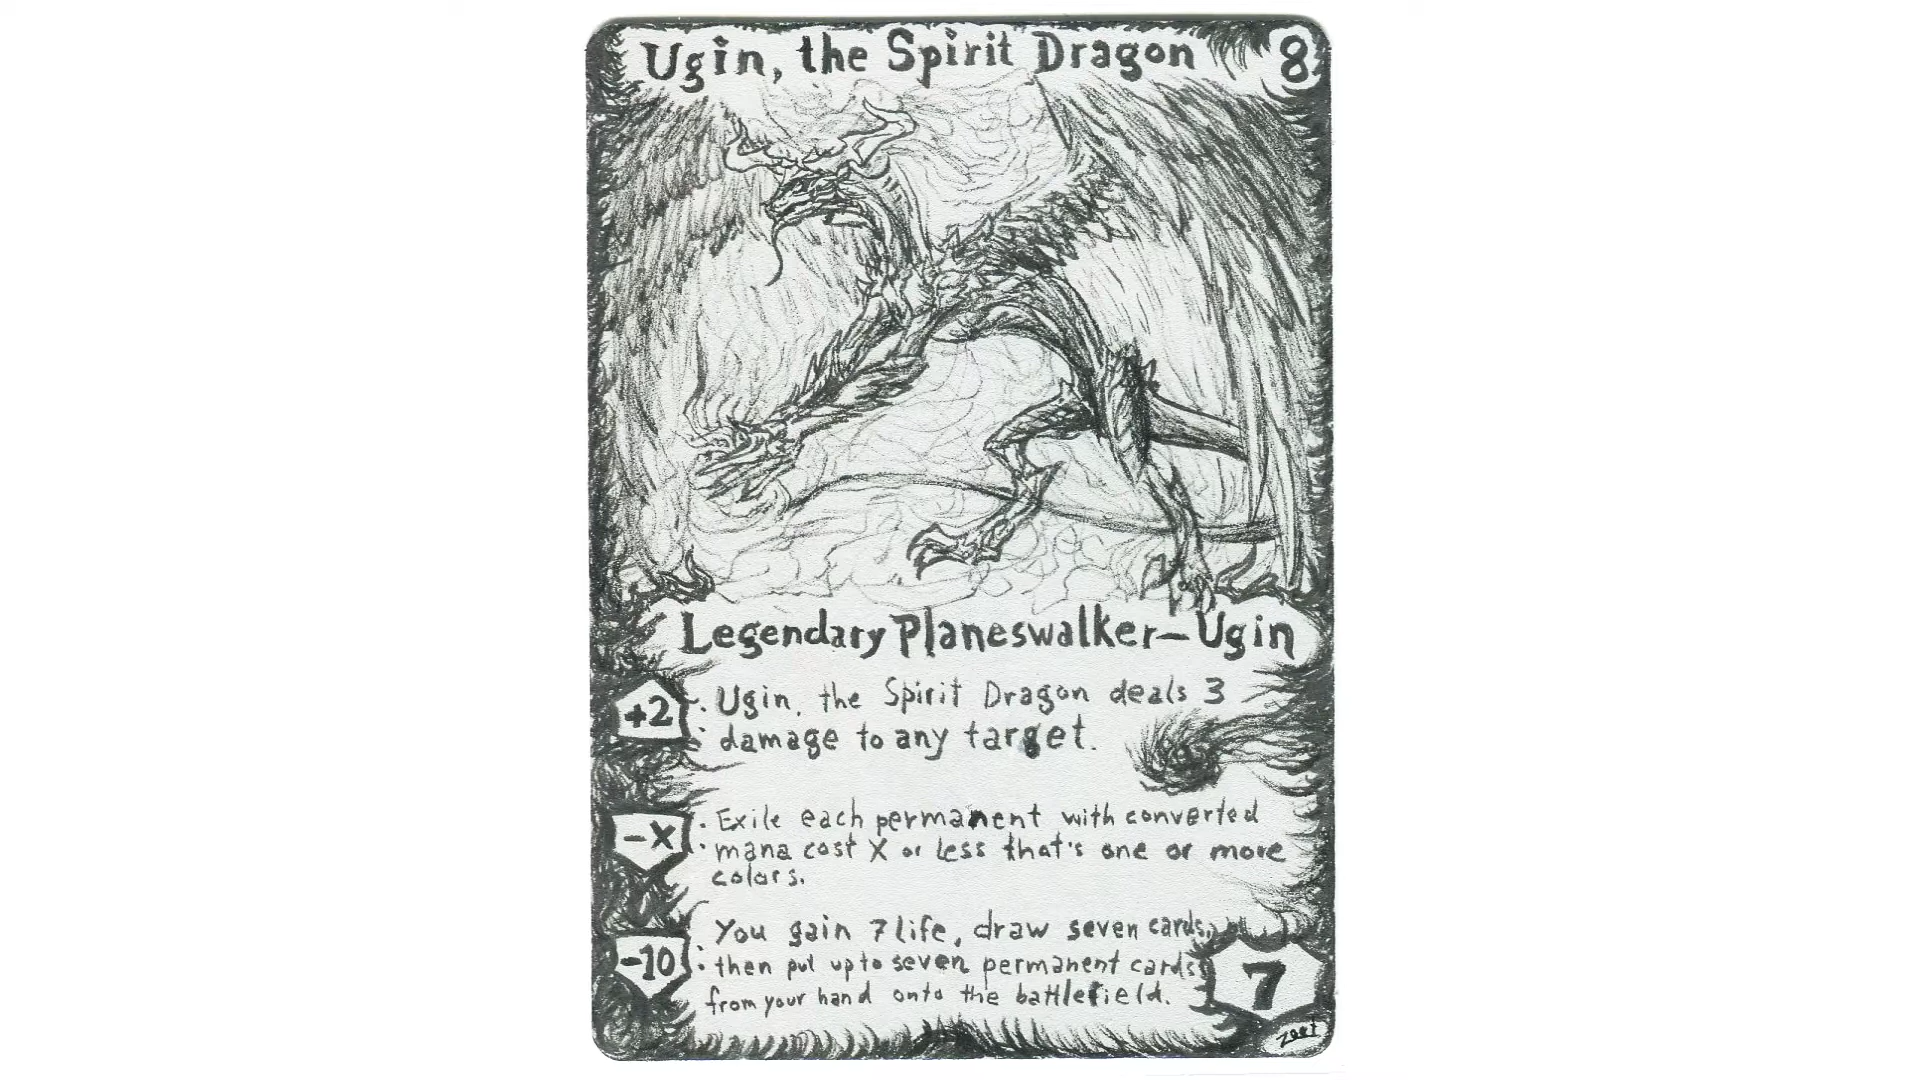 Ugin, the Spirit Dragon 8
Legendary Planeswalker—Ugin
+2: Ugin, the Spirit Dragon deals 3
damage to any target.
-X: Exile each permanent with converted
mana cost X or less that's one or more
colors.
-10: You gain 7 life, draw seven cards,
then put up to seven permanent cards
from your hand onto the battlefield.
7